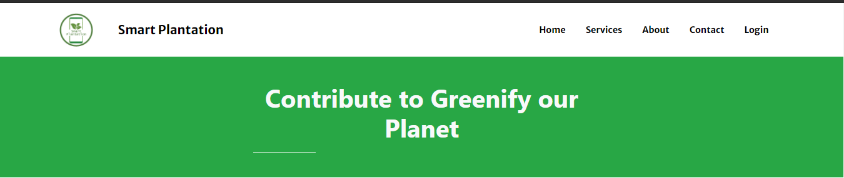 Smart Plantation
Home Services About Contact Login
Contribute to Greenify our
Planet